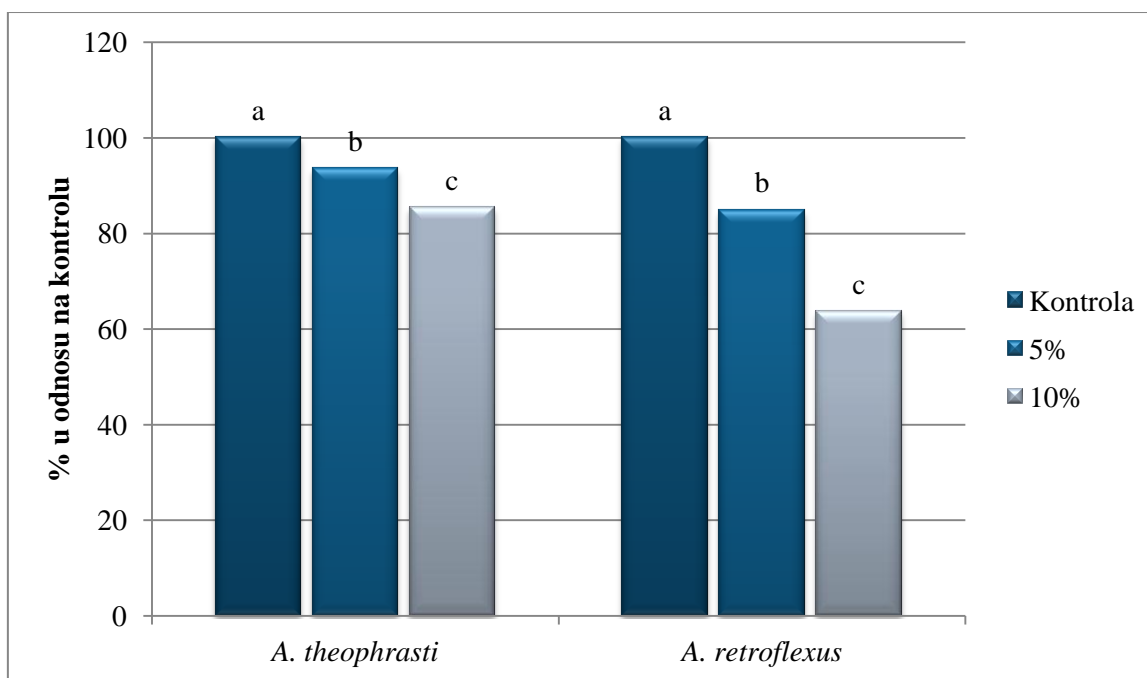 120
100
80
60
40
20
0
% u odnosu na kontrolu
a
b
c
a
b
c
A. theophrasti
A. retroflexus
Kontrola
5%
10%